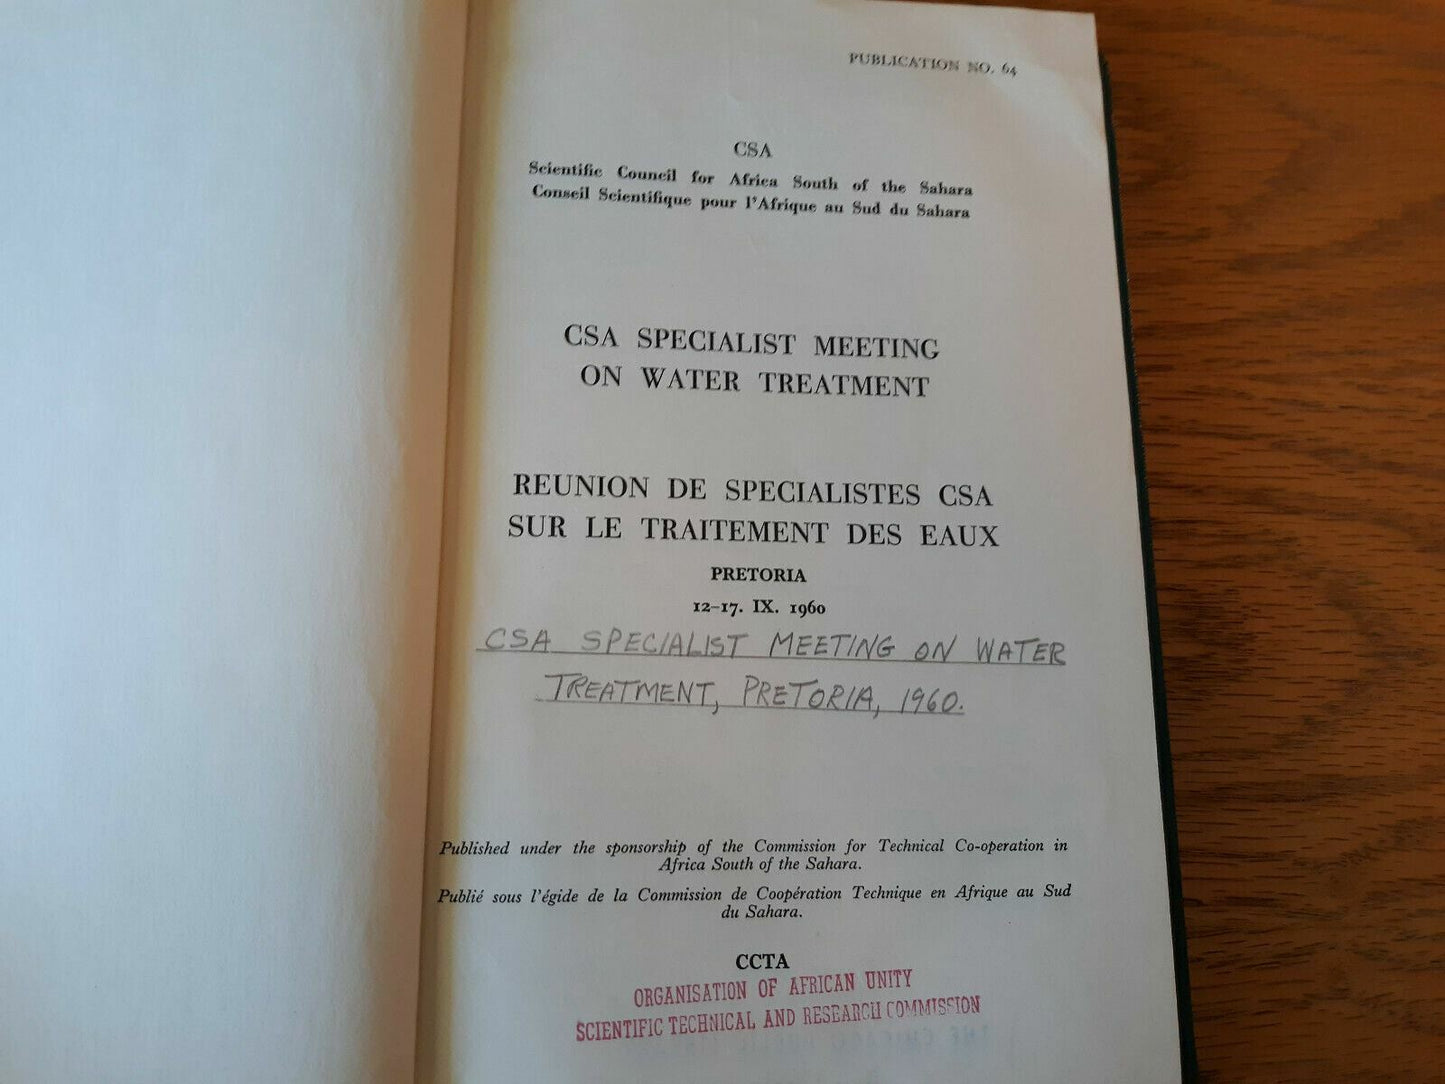 PUBLICATION NO. 64
CSA
Scientific Council for Africa South of the Sahara
Conseil Scientifique pour l'Afrique au Sud du Sahara
CSA SPECIALIST MEETING
ON WATER TREATMENT
REUNION DE SPECIALISTES CSA
SUR LE TRAITEMENT DES EAUX
PRETORIA
12–17. IX. 1960
CSA SPECIALIST MEETING ON WATER
TREATMENT, PRETORIA, 1960.
Published under the sponsorship of the Commission for Technical Co-operation in
Africa South of the Sahara.
Publié sous l'égide de la Commission de Coopération Technique en Afrique au Sud
du Sahara.
CCTA
ORGANISATION OF AFRICAN UNITY
SCIENTIFIC TECHNICAL AND RESEARCH COMMISSION